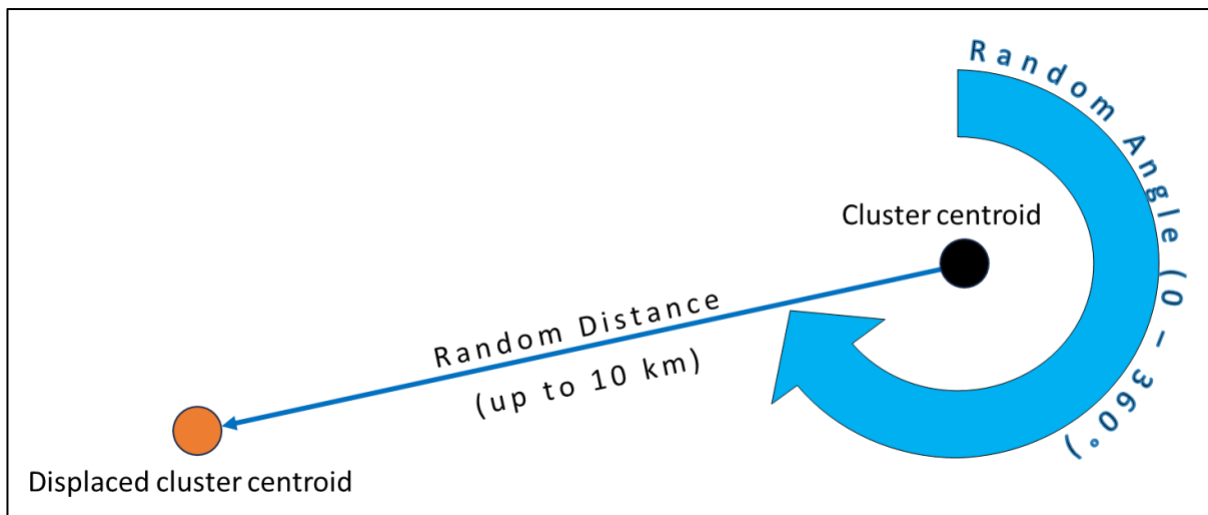 Random Angle (0 – 360°)
Cluster centroid
Random Distance
(up to 10 km)
Displaced cluster centroid